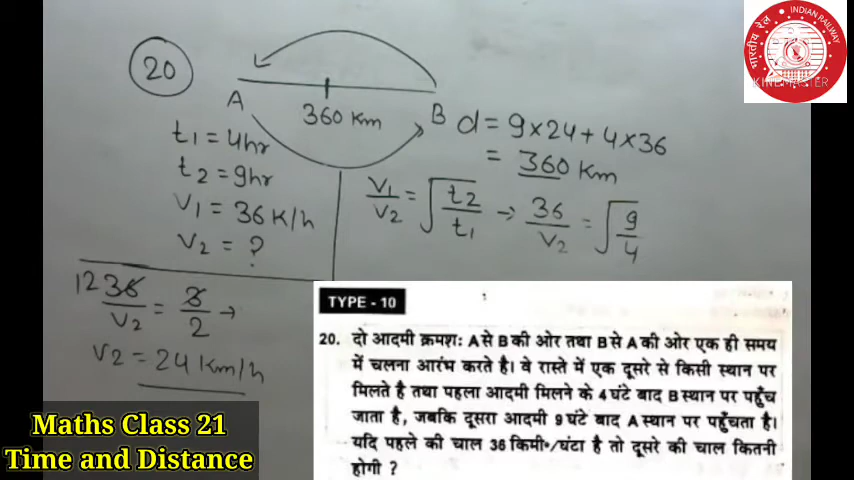 भारतीय रेल INDIAN RAILWAY
KINEMASTER
20
A 360 Km B
d = 9×24 + 4×36
= 360 Km
t1 = 4hr
t2 = 9hr
V1 = 36 K/h
V2 = ?
V1/V2 = √(t2/t1) → 36/V2 = √(9/4)
12 36/V2 = 3/2 →
V2 = 24 Km/h
TYPE - 10
20. दो आदमी क्रमशः A से B की ओर तथा B से A की ओर एक ही समय
में चलना आरंभ करते है। वे रास्ते में एक दूसरे से किसी स्थान पर
मिलते है तथा पहला आदमी मिलने के 4 घंटे बाद B स्थान पर पहुँच
जाता है, जबकि दूसरा आदमी 9 घंटे बाद A स्थान पर पहुँचता है।
यदि पहले की चाल 36 किमी॰/घंटा है तो दूसरे की चाल कितनी
होगी ?
Maths Class 21
Time and Distance